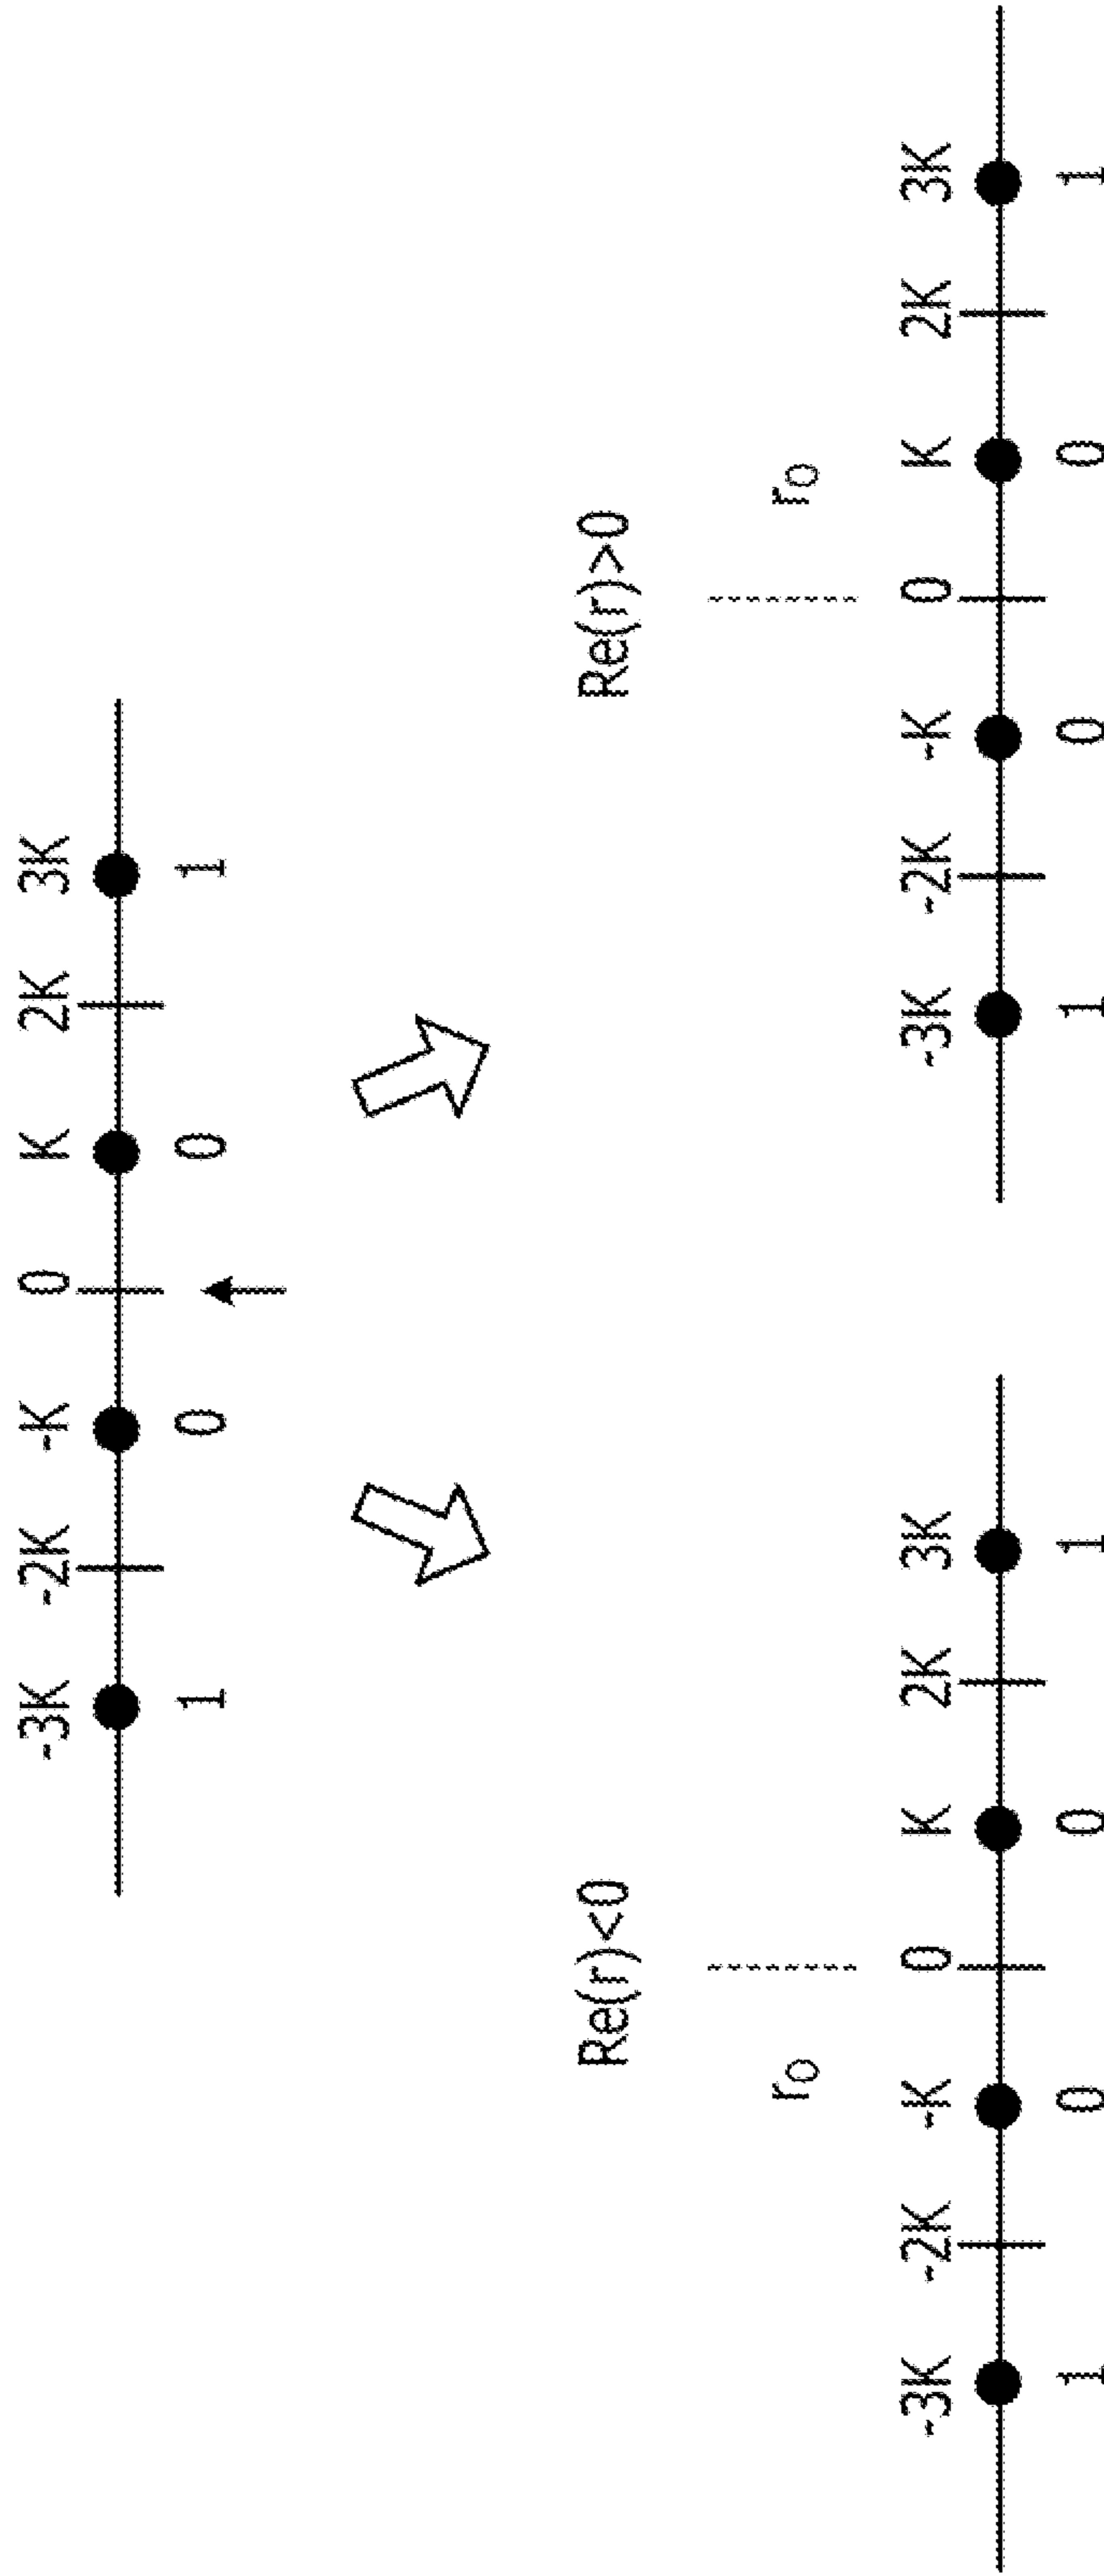 -3K -2K -K 0 K 2K 3K
1 0 0 1
Re(r)<0 Re(r)>0
r0 r0
-3K -2K -K 0 K 2K 3K -3K -2K -K 0 K 2K 3K
1 0 0 1 1 0 0 1